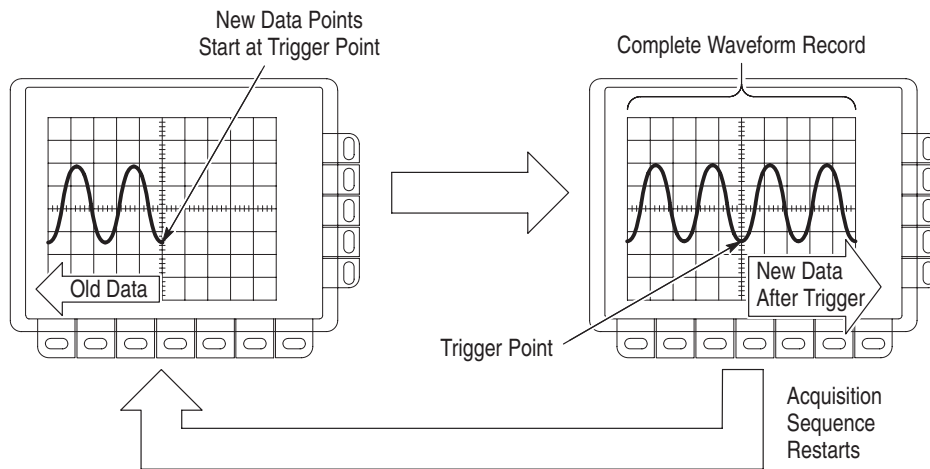 New Data Points
Start at Trigger Point
Complete Waveform Record
Old Data
New Data
After Trigger
Trigger Point
Acquisition
Sequence
Restarts